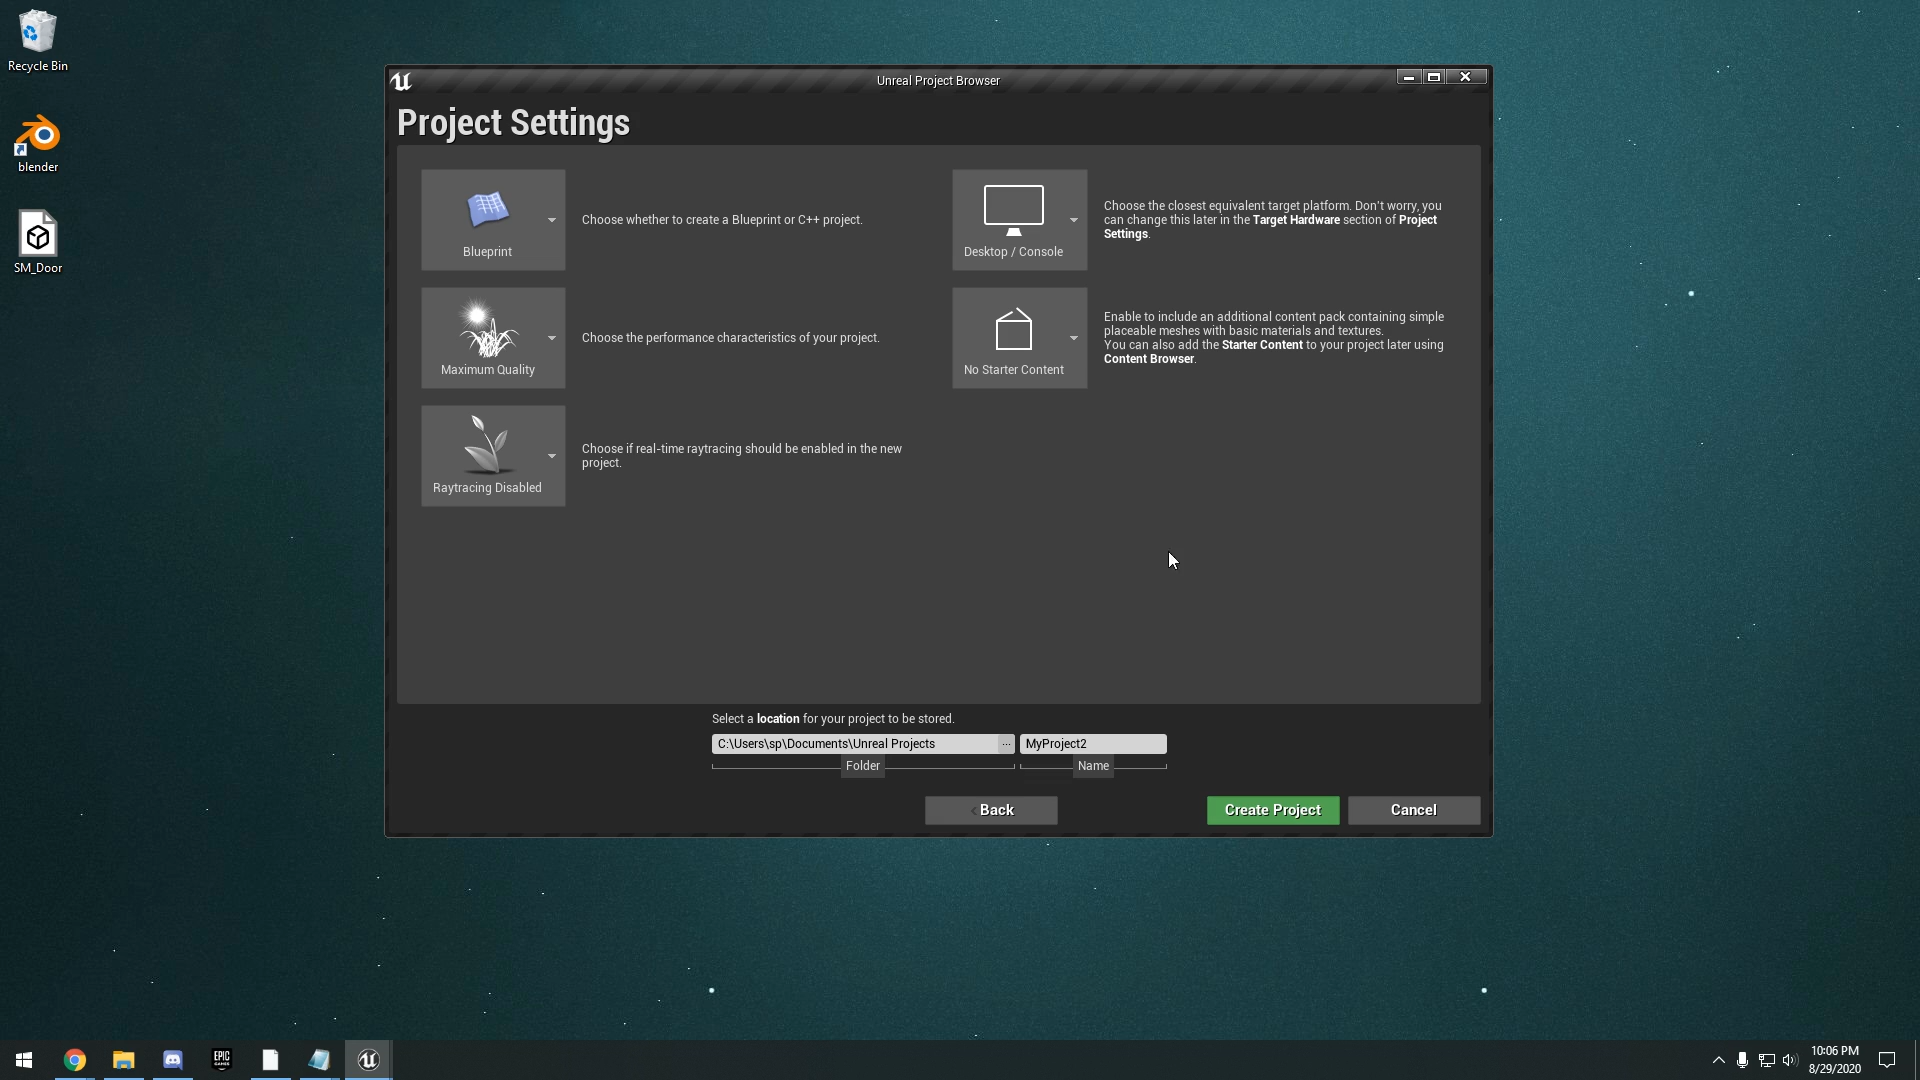 Recycle Bin
blender
SM_Door
Unreal Project Browser
Project Settings
Blueprint
Choose whether to create a Blueprint or C++ project.
Desktop / Console
Choose the closest equivalent target platform. Don't worry, you
can change this later in the Target Hardware section of Project
Settings.
Maximum Quality
Choose the performance characteristics of your project.
No Starter Content
Enable to include an additional content pack containing simple
placeable meshes with basic materials and textures.
You can also add the Starter Content to your project later using
Content Browser.
Raytracing Disabled
Choose if real-time raytracing should be enabled in the new
project.
Select a location for your project to be stored.
C:\Users\sp\Documents\Unreal Projects
...
MyProject2
Folder
Name
Back
Create Project
Cancel
EPIC
GAMES
10:06 PM
8/29/2020